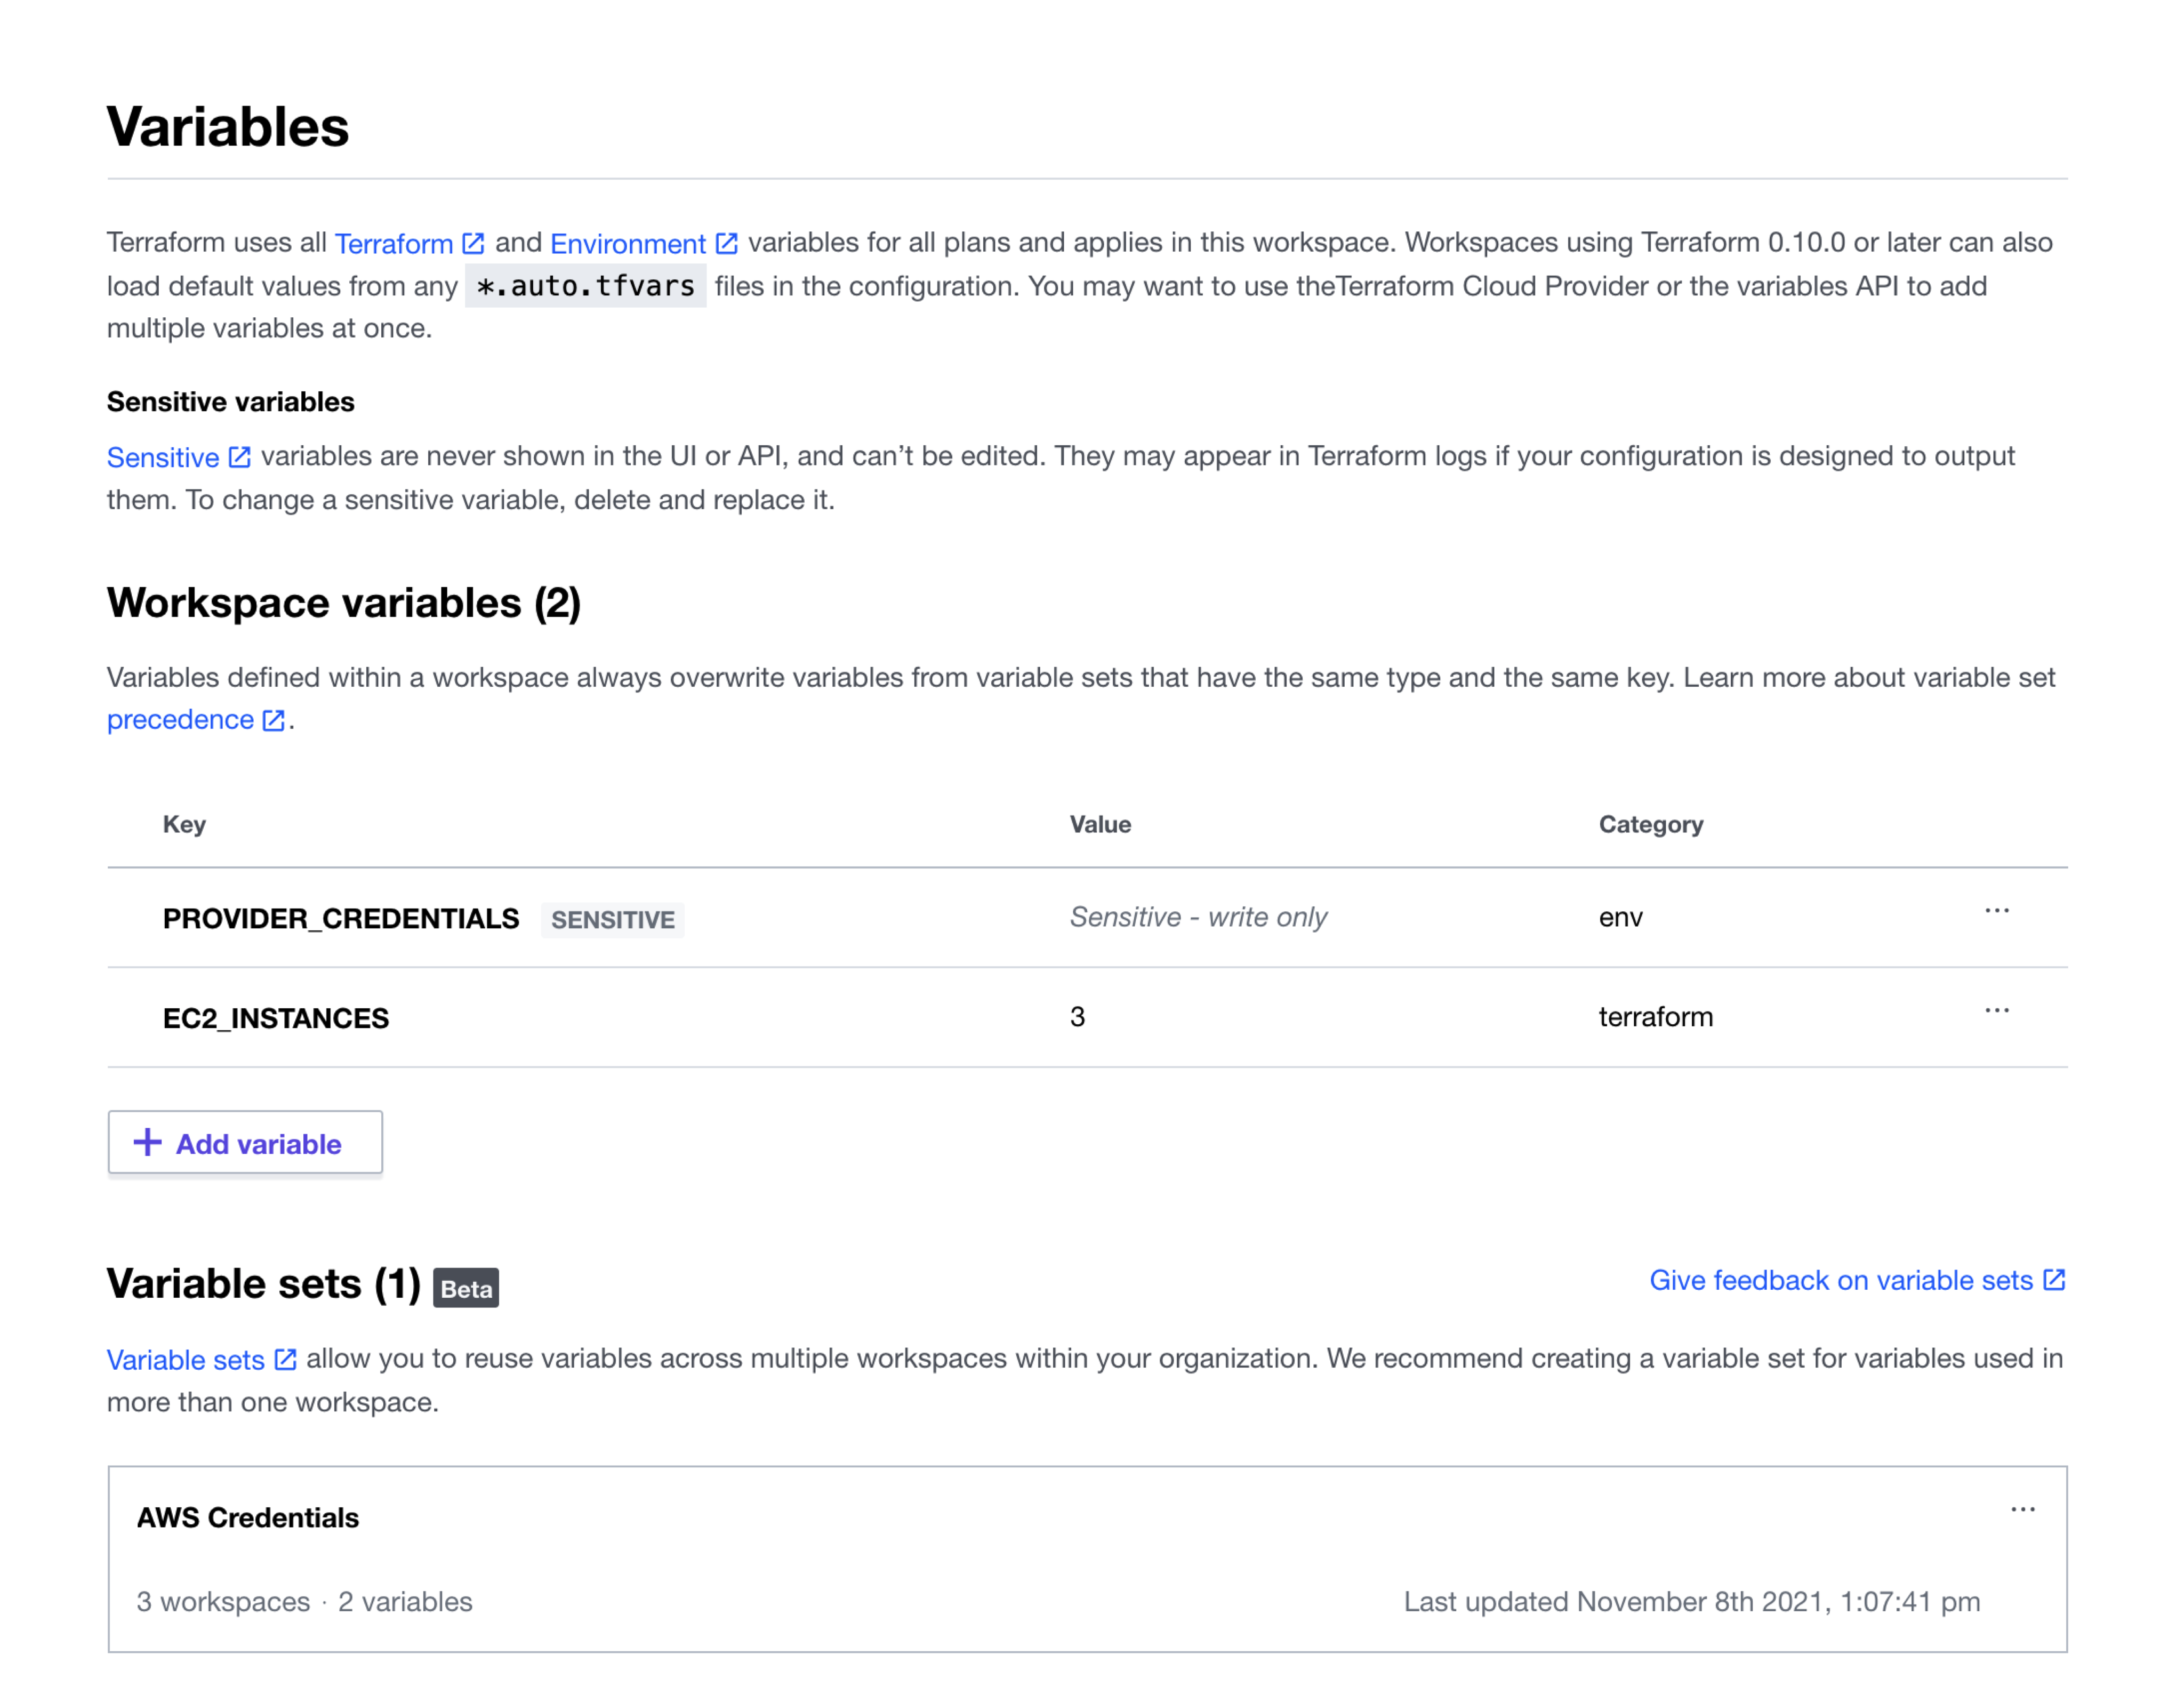 Variables
Terraform uses all Terraform and Environment variables for all plans and applies in this workspace. Workspaces using Terraform 0.10.0 or later can also
load default values from any *.auto.tfvars files in the configuration. You may want to use theTerraform Cloud Provider or the variables API to add
multiple variables at once.
Sensitive variables
Sensitive variables are never shown in the UI or API, and can’t be edited. They may appear in Terraform logs if your configuration is designed to output
them. To change a sensitive variable, delete and replace it.
Workspace variables (2)
Variables defined within a workspace always overwrite variables from variable sets that have the same type and the same key. Learn more about variable set
precedence .
Key Value Category
PROVIDER_CREDENTIALS SENSITIVE Sensitive - write only env ...
EC2_INSTANCES 3 terraform ...
+ Add variable
Variable sets (1) Beta Give feedback on variable sets
Variable sets allow you to reuse variables across multiple workspaces within your organization. We recommend creating a variable set for variables used in
more than one workspace.
AWS Credentials ...
3 workspaces · 2 variables Last updated November 8th 2021, 1:07:41 pm